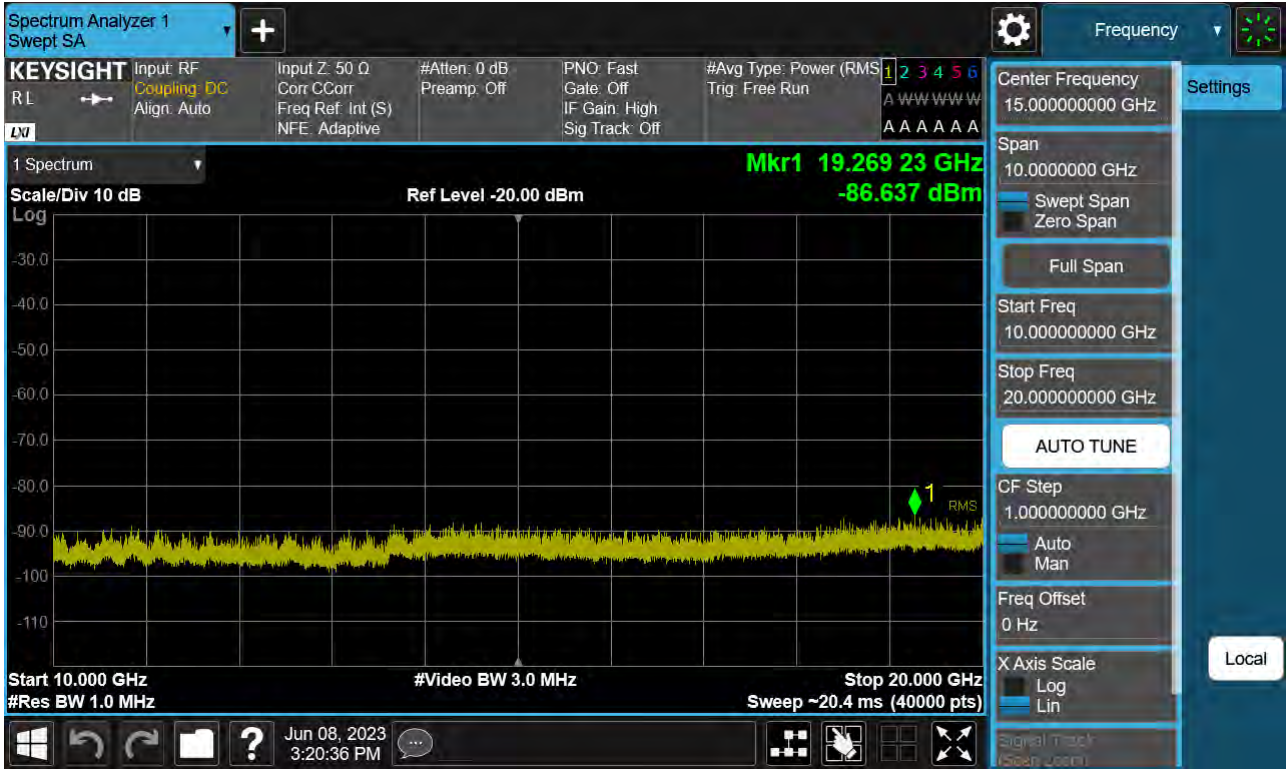 Spectrum Analyzer 1
Swept SA
+
Frequency
KEYSIGHT
R L
LXI
Input: RF
Coupling: DC
Align: Auto
Input Z: 50 Ω
Corr CCorr
Freq Ref: Int (S)
NFE: Adaptive
#Atten: 0 dB
Preamp: Off
PNO: Fast
Gate: Off
IF Gain: High
Sig Track: Off
#Avg Type: Power (RMS
Trig: Free Run
1 2 3 4 5 6
A W W W W W
A A A A A A
Center Frequency
15.000000000 GHz
Settings
Span
10.0000000 GHz
Swept Span
Zero Span
Full Span
Start Freq
10.000000000 GHz
Stop Freq
20.000000000 GHz
AUTO TUNE
CF Step
1.000000000 GHz
Auto
Man
Freq Offset
0 Hz
X Axis Scale
Log
Lin
Signal Track
(Span Zoom)
Local
1 Spectrum
Mkr1 19.269 23 GHz
-86.637 dBm
Scale/Div 10 dB
Ref Level -20.00 dBm
Log
-30.0
-40.0
-50.0
-60.0
-70.0
-80.0
-90.0
-100
-110
1
RMS
Start 10.000 GHz
#Video BW 3.0 MHz
Stop 20.000 GHz
#Res BW 1.0 MHz
Sweep ~20.4 ms (40000 pts)
?
Jun 08, 2023
3:20:36 PM